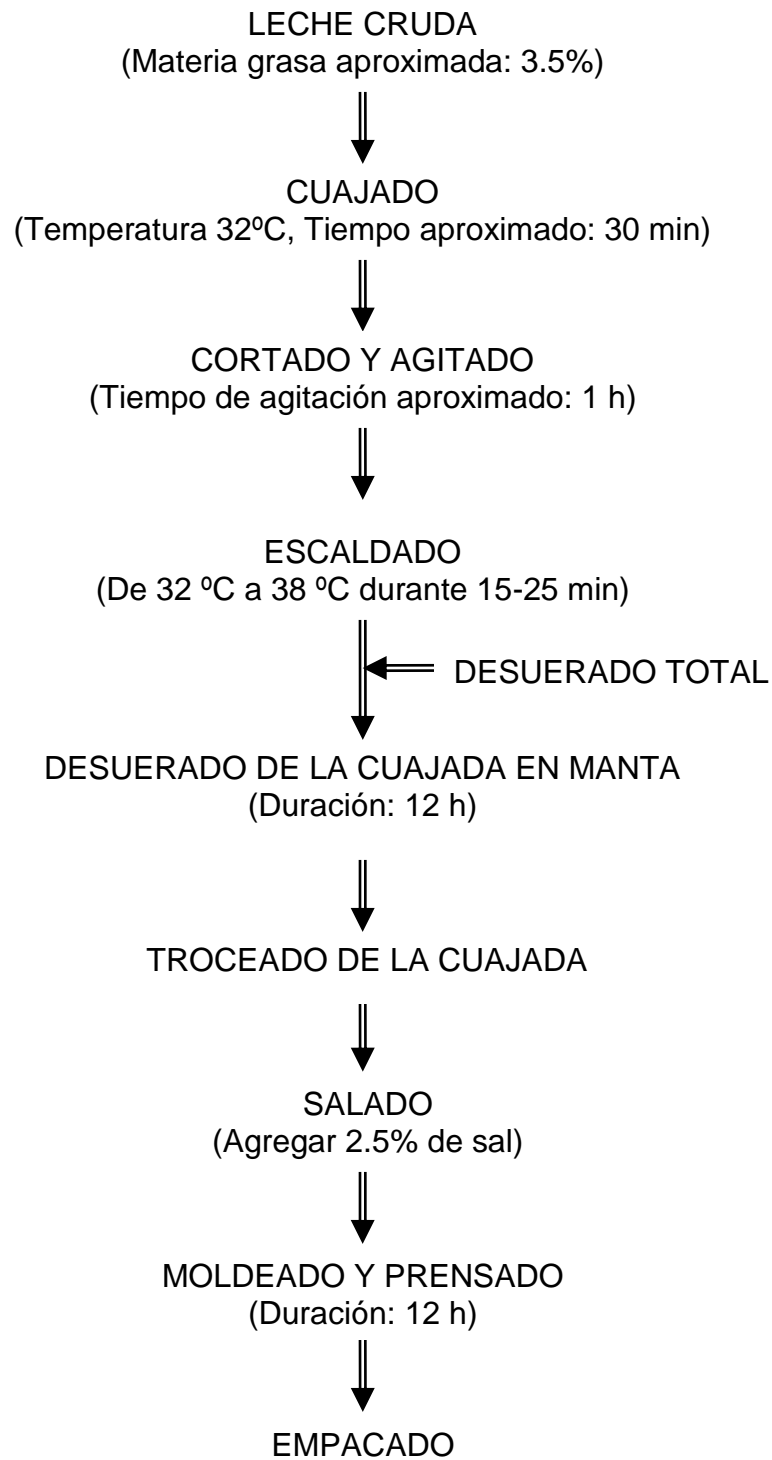 LECHE CRUDA
(Materia grasa aproximada: 3.5%)
CUAJADO
(Temperatura 32ºC, Tiempo aproximado: 30 min)
CORTADO Y AGITADO
(Tiempo de agitación aproximado: 1 h)
ESCALDADO
(De 32 ºC a 38 ºC durante 15-25 min)
DESUERADO TOTAL
DESUERADO DE LA CUAJADA EN MANTA
(Duración: 12 h)
TROCEADO DE LA CUAJADA
SALADO
(Agregar 2.5% de sal)
MOLDEADO Y PRENSADO
(Duración: 12 h)
EMPACADO